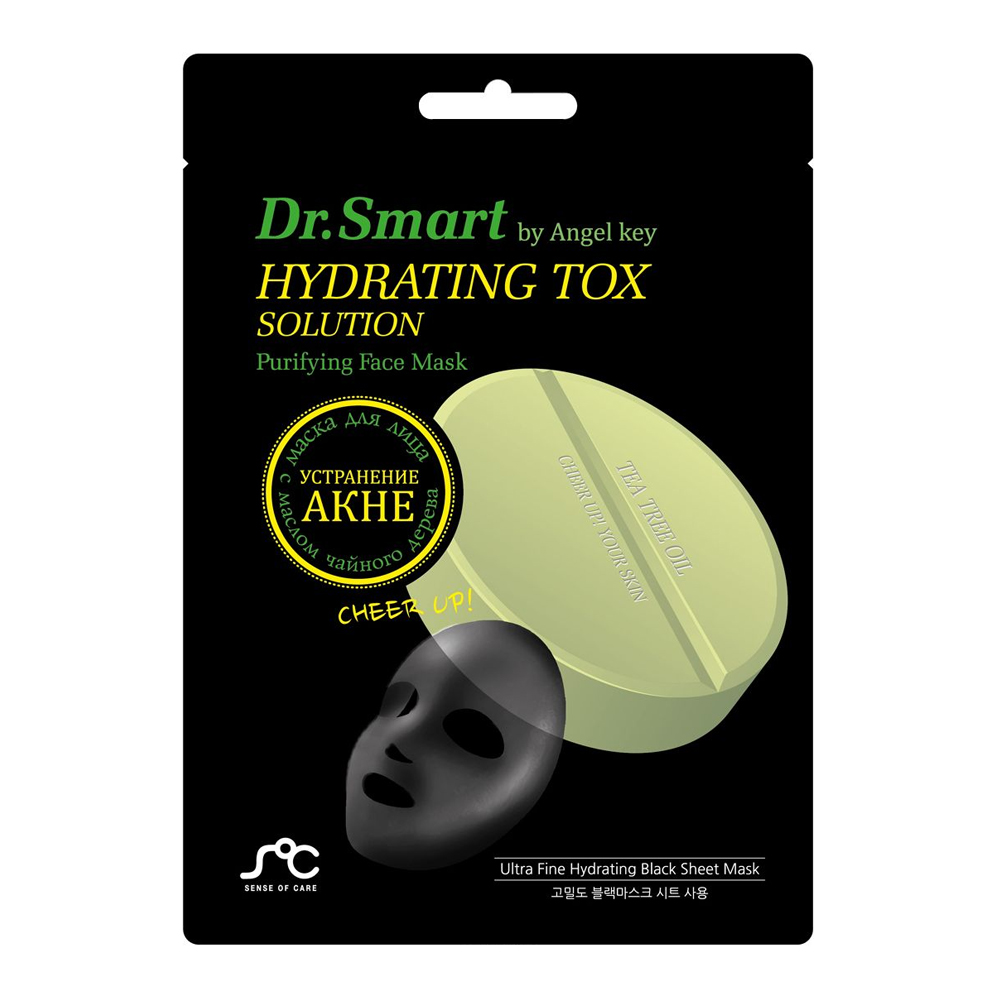 Dr.Smart by Angel key
HYDRATING TOX
SOLUTION
Purifying Face Mask
маска для лица
УСТРАНЕНИЕ
АКНЕ
с маслом чайного дерева
TEA TREE OIL
CHEER UP! YOUR SKIN
CHEER UP!
SOC
SENSE OF CARE
Ultra Fine Hydrating Black Sheet Mask
고밀도 블랙마스크 시트 사용